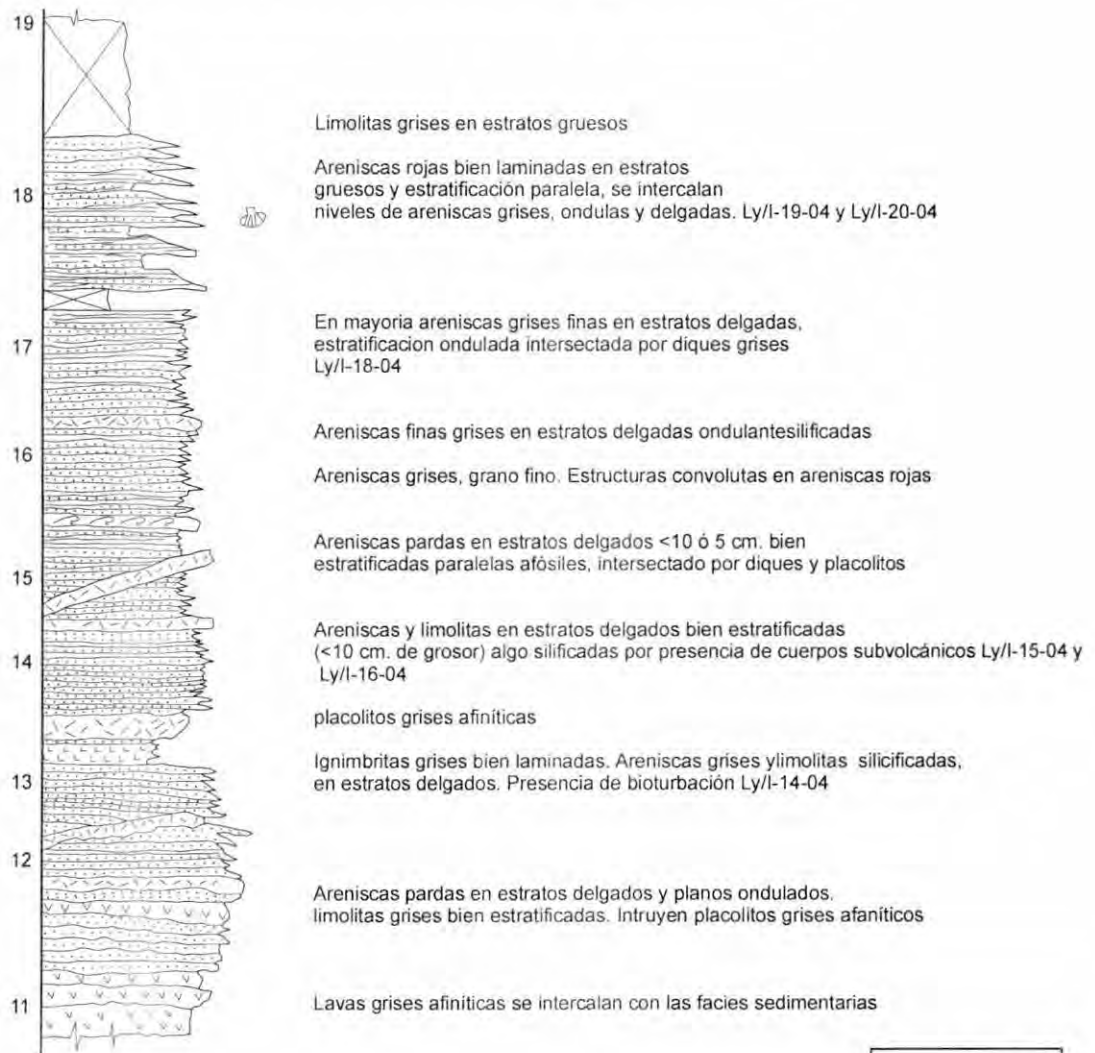 19
Limolitas grises en estratos gruesos
Areniscas rojas bien laminadas en estratos
gruesos y estratificación paralela, se intercalan
18
niveles de areniscas grises, ondulas y delgadas. Ly/I-19-04 y Ly/I-20-04
En mayoria areniscas grises finas en estratos delgadas,
17
estratificacion ondulada intersectada por diques grises
Ly/I-18-04
Areniscas finas grises en estratos delgadas ondulantesilificadas
16
Areniscas grises, grano fino. Estructuras convolutas en areniscas rojas
Areniscas pardas en estratos delgados <10 ó 5 cm. bien
estratificadas paralelas afósiles, intersectado por diques y placolitos
15
Areniscas y limolitas en estratos delgados bien estratificadas
(<10 cm. de grosor) algo silificadas por presencia de cuerpos subvolcánicos Ly/I-15-04 y
14
Ly/I-16-04
placolitos grises afiníticas
Ignimbritas grises bien laminadas. Areniscas grises ylimolitas silicificadas,
13
en estratos delgados. Presencia de bioturbación Ly/I-14-04
12
Areniscas pardas en estratos delgados y planos ondulados.
limolitas grises bien estratificadas. Intruyen placolitos grises afaníticos
11
Lavas grises afiníticas se intercalan con las facies sedimentarias